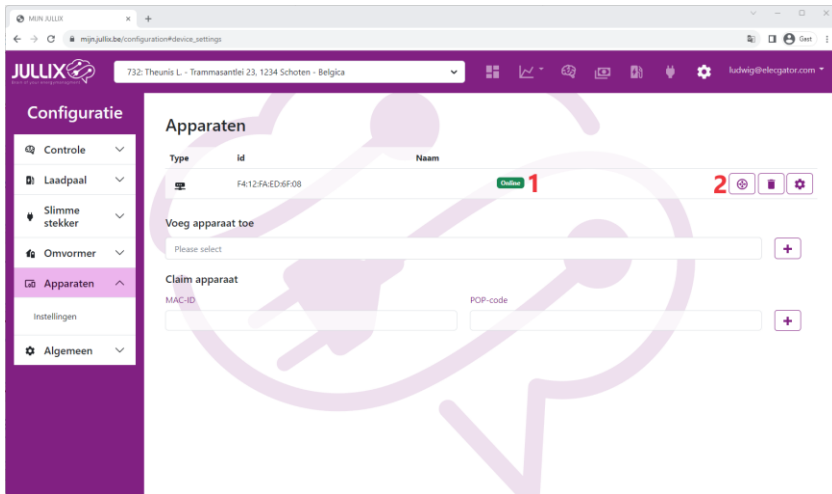 MIJN JULLIX
mijn.jullix.be/configuration#device_settings
Gast
JULLIX
732: Theunis L. - Trammasantlei 23, 1234 Schoten - Belgica
ludwig@elecgator.com
Configuratie
Controle
Laadpaal
Slimme
stekker
Omvormer
Apparaten
Instellingen
Algemeen
Apparaten
Type id Naam
F4:12:FA:ED:6F:08 Online 1 2
Voeg apparaat toe
Please select
Claim apparaat
MAC-ID POP-code